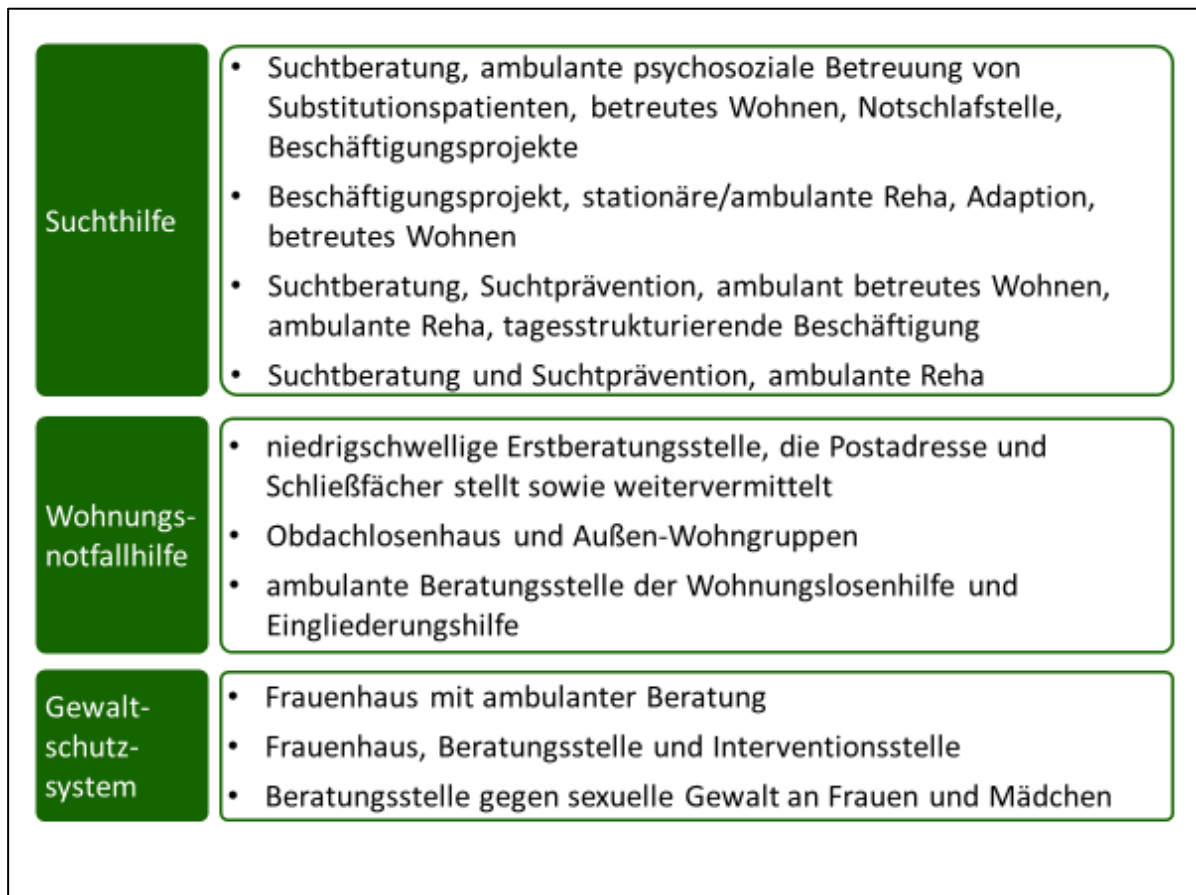 Suchthilfe
• Suchtberatung, ambulante psychosoziale Betreuung von
Substitutionspatienten, betreutes Wohnen, Notschlafstelle,
Beschäftigungsprojekte
• Beschäftigungsprojekt, stationäre/ambulante Reha, Adaption,
betreutes Wohnen
• Suchtberatung, Suchtprävention, ambulant betreutes Wohnen,
ambulante Reha, tagesstrukturierende Beschäftigung
• Suchtberatung und Suchtprävention, ambulante Reha
Wohnungs-
notfallhilfe
• niedrigschwellige Erstberatungsstelle, die Postadresse und
Schließfächer stellt sowie weitervermittelt
• Obdachlosenhaus und Außen-Wohngruppen
• ambulante Beratungsstelle der Wohnungslosenhilfe und
Eingliederungshilfe
Gewalt-
schutz-
system
• Frauenhaus mit ambulanter Beratung
• Frauenhaus, Beratungsstelle und Interventionsstelle
• Beratungsstelle gegen sexuelle Gewalt an Frauen und Mädchen